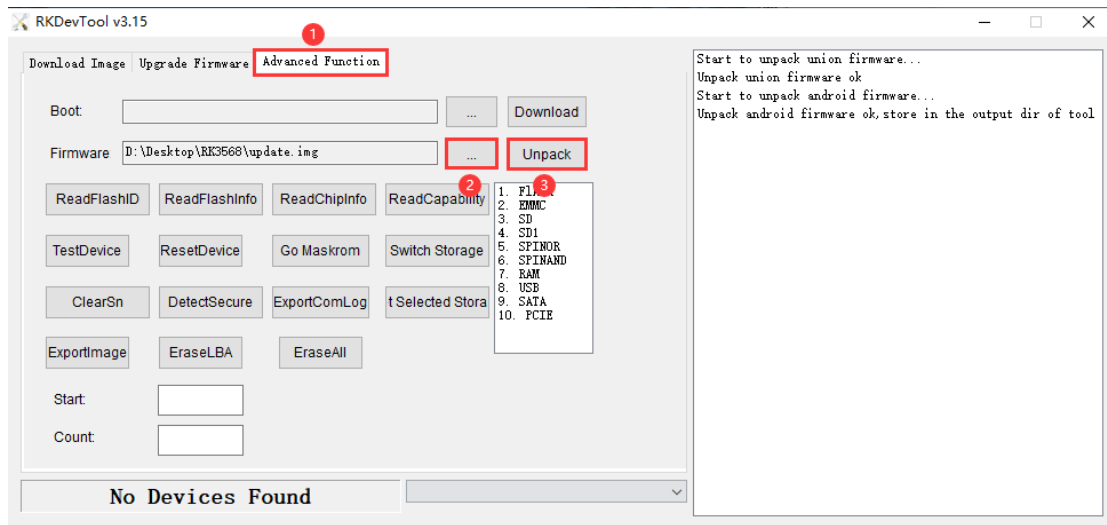 RKDevTool v3.15
1
Download Image Upgrade Firmware Advanced Function
Boot: ... Download
Firmware D:\Desktop\RK3568\update.img ... Unpack
2 3
ReadFlashID ReadFlashInfo ReadChipInfo ReadCapability
TestDevice ResetDevice Go Maskrom Switch Storage
ClearSn DetectSecure ExportComLog t Selected Stora
ExportImage EraseLBA EraseAll
1.
2. EMMC
3. SD
4. SD1
5. SPINOR
6. SPINAND
7. RAM
8. USB
9. SATA
10. PCIE
Start:
Count:
No Devices Found
Start to unpack union firmware...
Unpack union firmware ok
Start to unpack android firmware...
Unpack android firmware ok,store in the output dir of tool